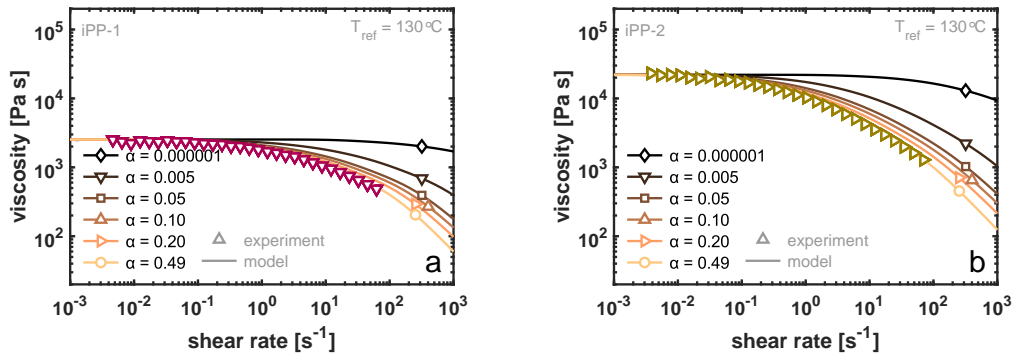 iPP-1
T_ref = 130°C
viscosity [Pa s]
10^5
10^4
10^3
10^2
α = 0.000001
α = 0.005
α = 0.05
α = 0.10
α = 0.20
α = 0.49
experiment
model
a
10^-3 10^-2 10^-1 10^0 10^1 10^2 10^3
shear rate [s^-1]
iPP-2
T_ref = 130°C
viscosity [Pa s]
10^5
10^4
10^3
10^2
α = 0.000001
α = 0.005
α = 0.05
α = 0.10
α = 0.20
α = 0.49
experiment
model
b
10^-3 10^-2 10^-1 10^0 10^1 10^2 10^3
shear rate [s^-1]